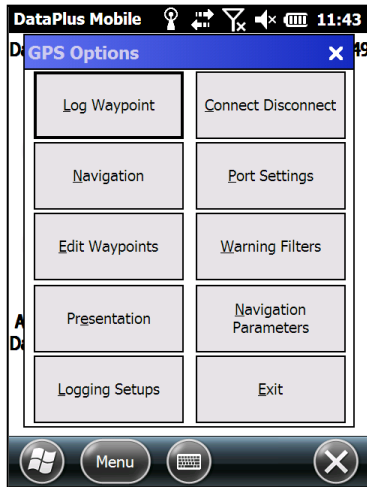 DataPlus Mobile 11:43
GPS Options
Log Waypoint Connect Disconnect
Navigation Port Settings
Edit Waypoints Warning Filters
Presentation Navigation
Parameters
Logging Setups Exit
Menu